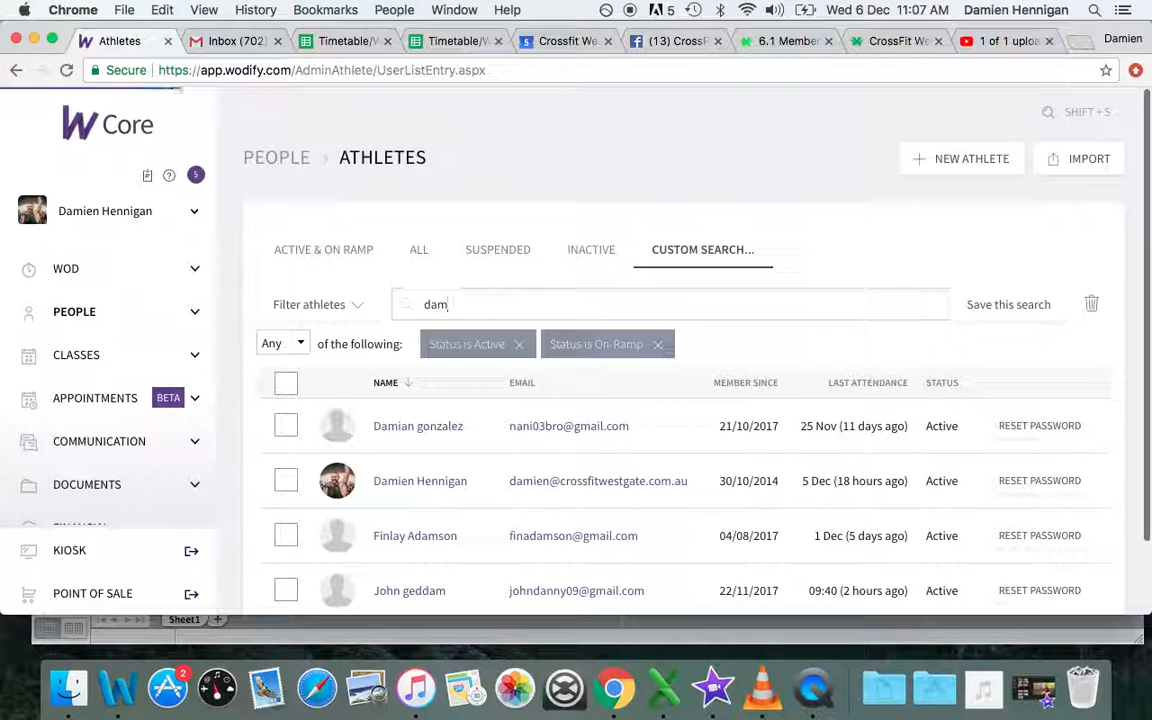 Chrome File Edit View History Bookmarks People Window Help 5 Wed 6 Dec 11:07 AM Damien Hennigan
Athletes Inbox (702) Timetable/W Timetable/W Crossfit We (13) CrossF 6.1 Member CrossFit We 1 of 1 uploa Damien
Secure https://app.wodify.com/AdminAthlete/UserListEntry.aspx
W Core
SHIFT + S
PEOPLE › ATHLETES
NEW ATHLETE
IMPORT
5
Damien Hennigan
ACTIVE & ON RAMP ALL SUSPENDED INACTIVE CUSTOM SEARCH...
WOD
PEOPLE
CLASSES
APPOINTMENTS BETA
COMMUNICATION
DOCUMENTS
FINANCIAL
KIOSK
POINT OF SALE
Filter athletes dam Save this search
Any of the following: Status is Active Status is On-Ramp
NAME EMAIL MEMBER SINCE LAST ATTENDANCE STATUS
Damian gonzalez nani03bro@gmail.com 21/10/2017 25 Nov (11 days ago) Active RESET PASSWORD
Damien Hennigan damien@crossfitwestgate.com.au 30/10/2014 5 Dec (18 hours ago) Active RESET PASSWORD
Finlay Adamson finadamson@gmail.com 04/08/2017 1 Dec (5 days ago) Active RESET PASSWORD
John geddam johndanny09@gmail.com 22/11/2017 09:40 (2 hours ago) Active RESET PASSWORD
Sheet1
2